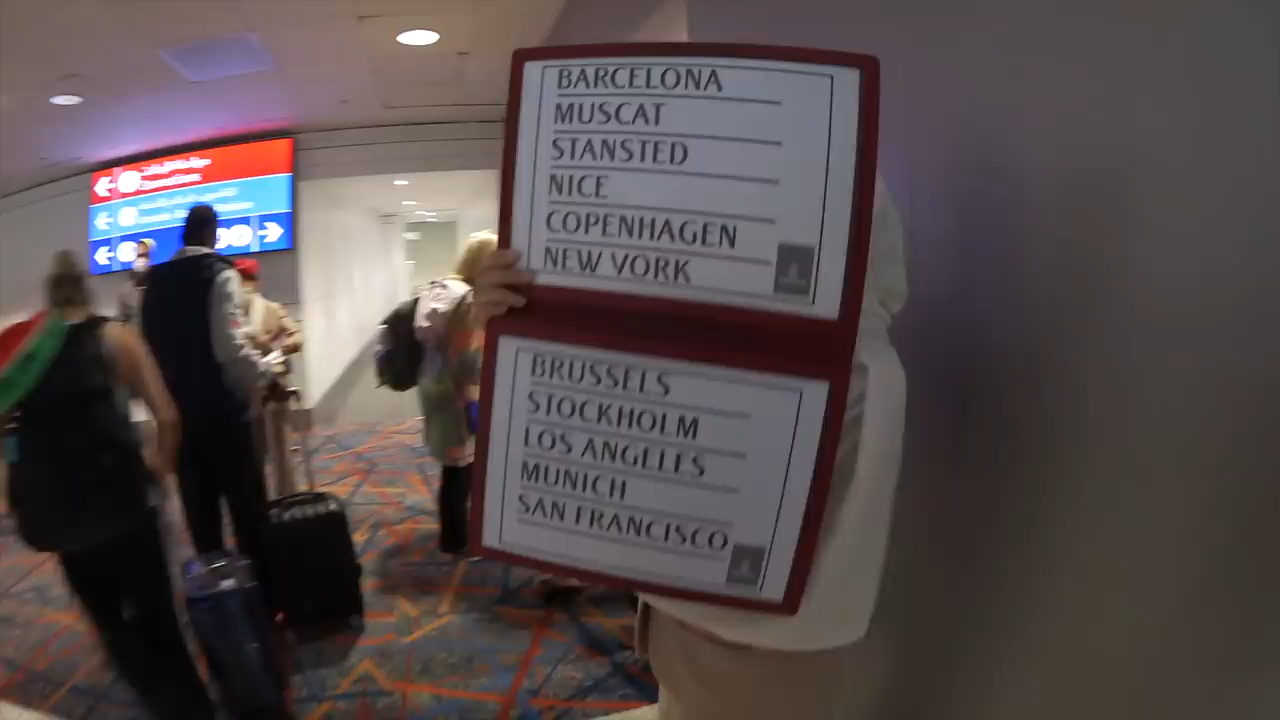 BARCELONA
MUSCAT
STANSTED
NICE
COPENHAGEN
NEW YORK
BRUSSELS
STOCKHOLM
LOS ANGELES
MUNICH
SAN FRANCISCO